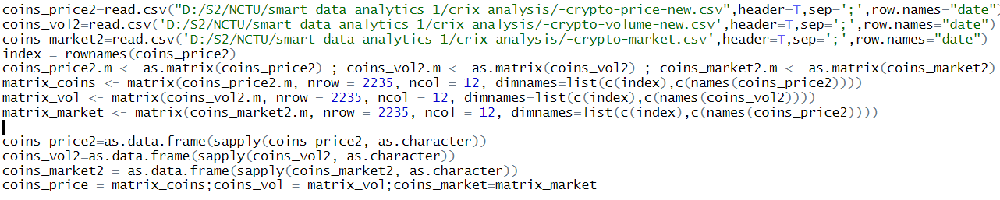 coins_price2=read.csv("D:/S2/NCTU/smart data analytics 1/crix analysis/-crypto-price-new.csv",header=T,sep=';',row.names="date"
coins_vol2=read.csv('D:/S2/NCTU/smart data analytics 1/crix analysis/-crypto-volume-new.csv',header=T,sep=';',row.names="date")
coins_market2=read.csv('D:/S2/NCTU/smart data analytics 1/crix analysis/-crypto-market.csv',header=T,sep=';',row.names="date")
index = rownames(coins_price2)
coins_price2.m <- as.matrix(coins_price2) ; coins_vol2.m <- as.matrix(coins_vol2) ; coins_market2.m <- as.matrix(coins_market2)
matrix_coins <- matrix(coins_price2.m, nrow = 2235, ncol = 12, dimnames=list(c(index),c(names(coins_price2))))
matrix_vol <- matrix(coins_vol2.m, nrow = 2235, ncol = 12, dimnames=list(c(index),c(names(coins_vol2))))
matrix_market <- matrix(coins_market2.m, nrow = 2235, ncol = 12, dimnames=list(c(index),c(names(coins_price2))))
coins_price2=as.data.frame(sapply(coins_price2, as.character))
coins_vol2=as.data.frame(sapply(coins_vol2, as.character))
coins_market2 = as.data.frame(sapply(coins_market2, as.character))
coins_price = matrix_coins;coins_vol = matrix_vol;coins_market=matrix_market